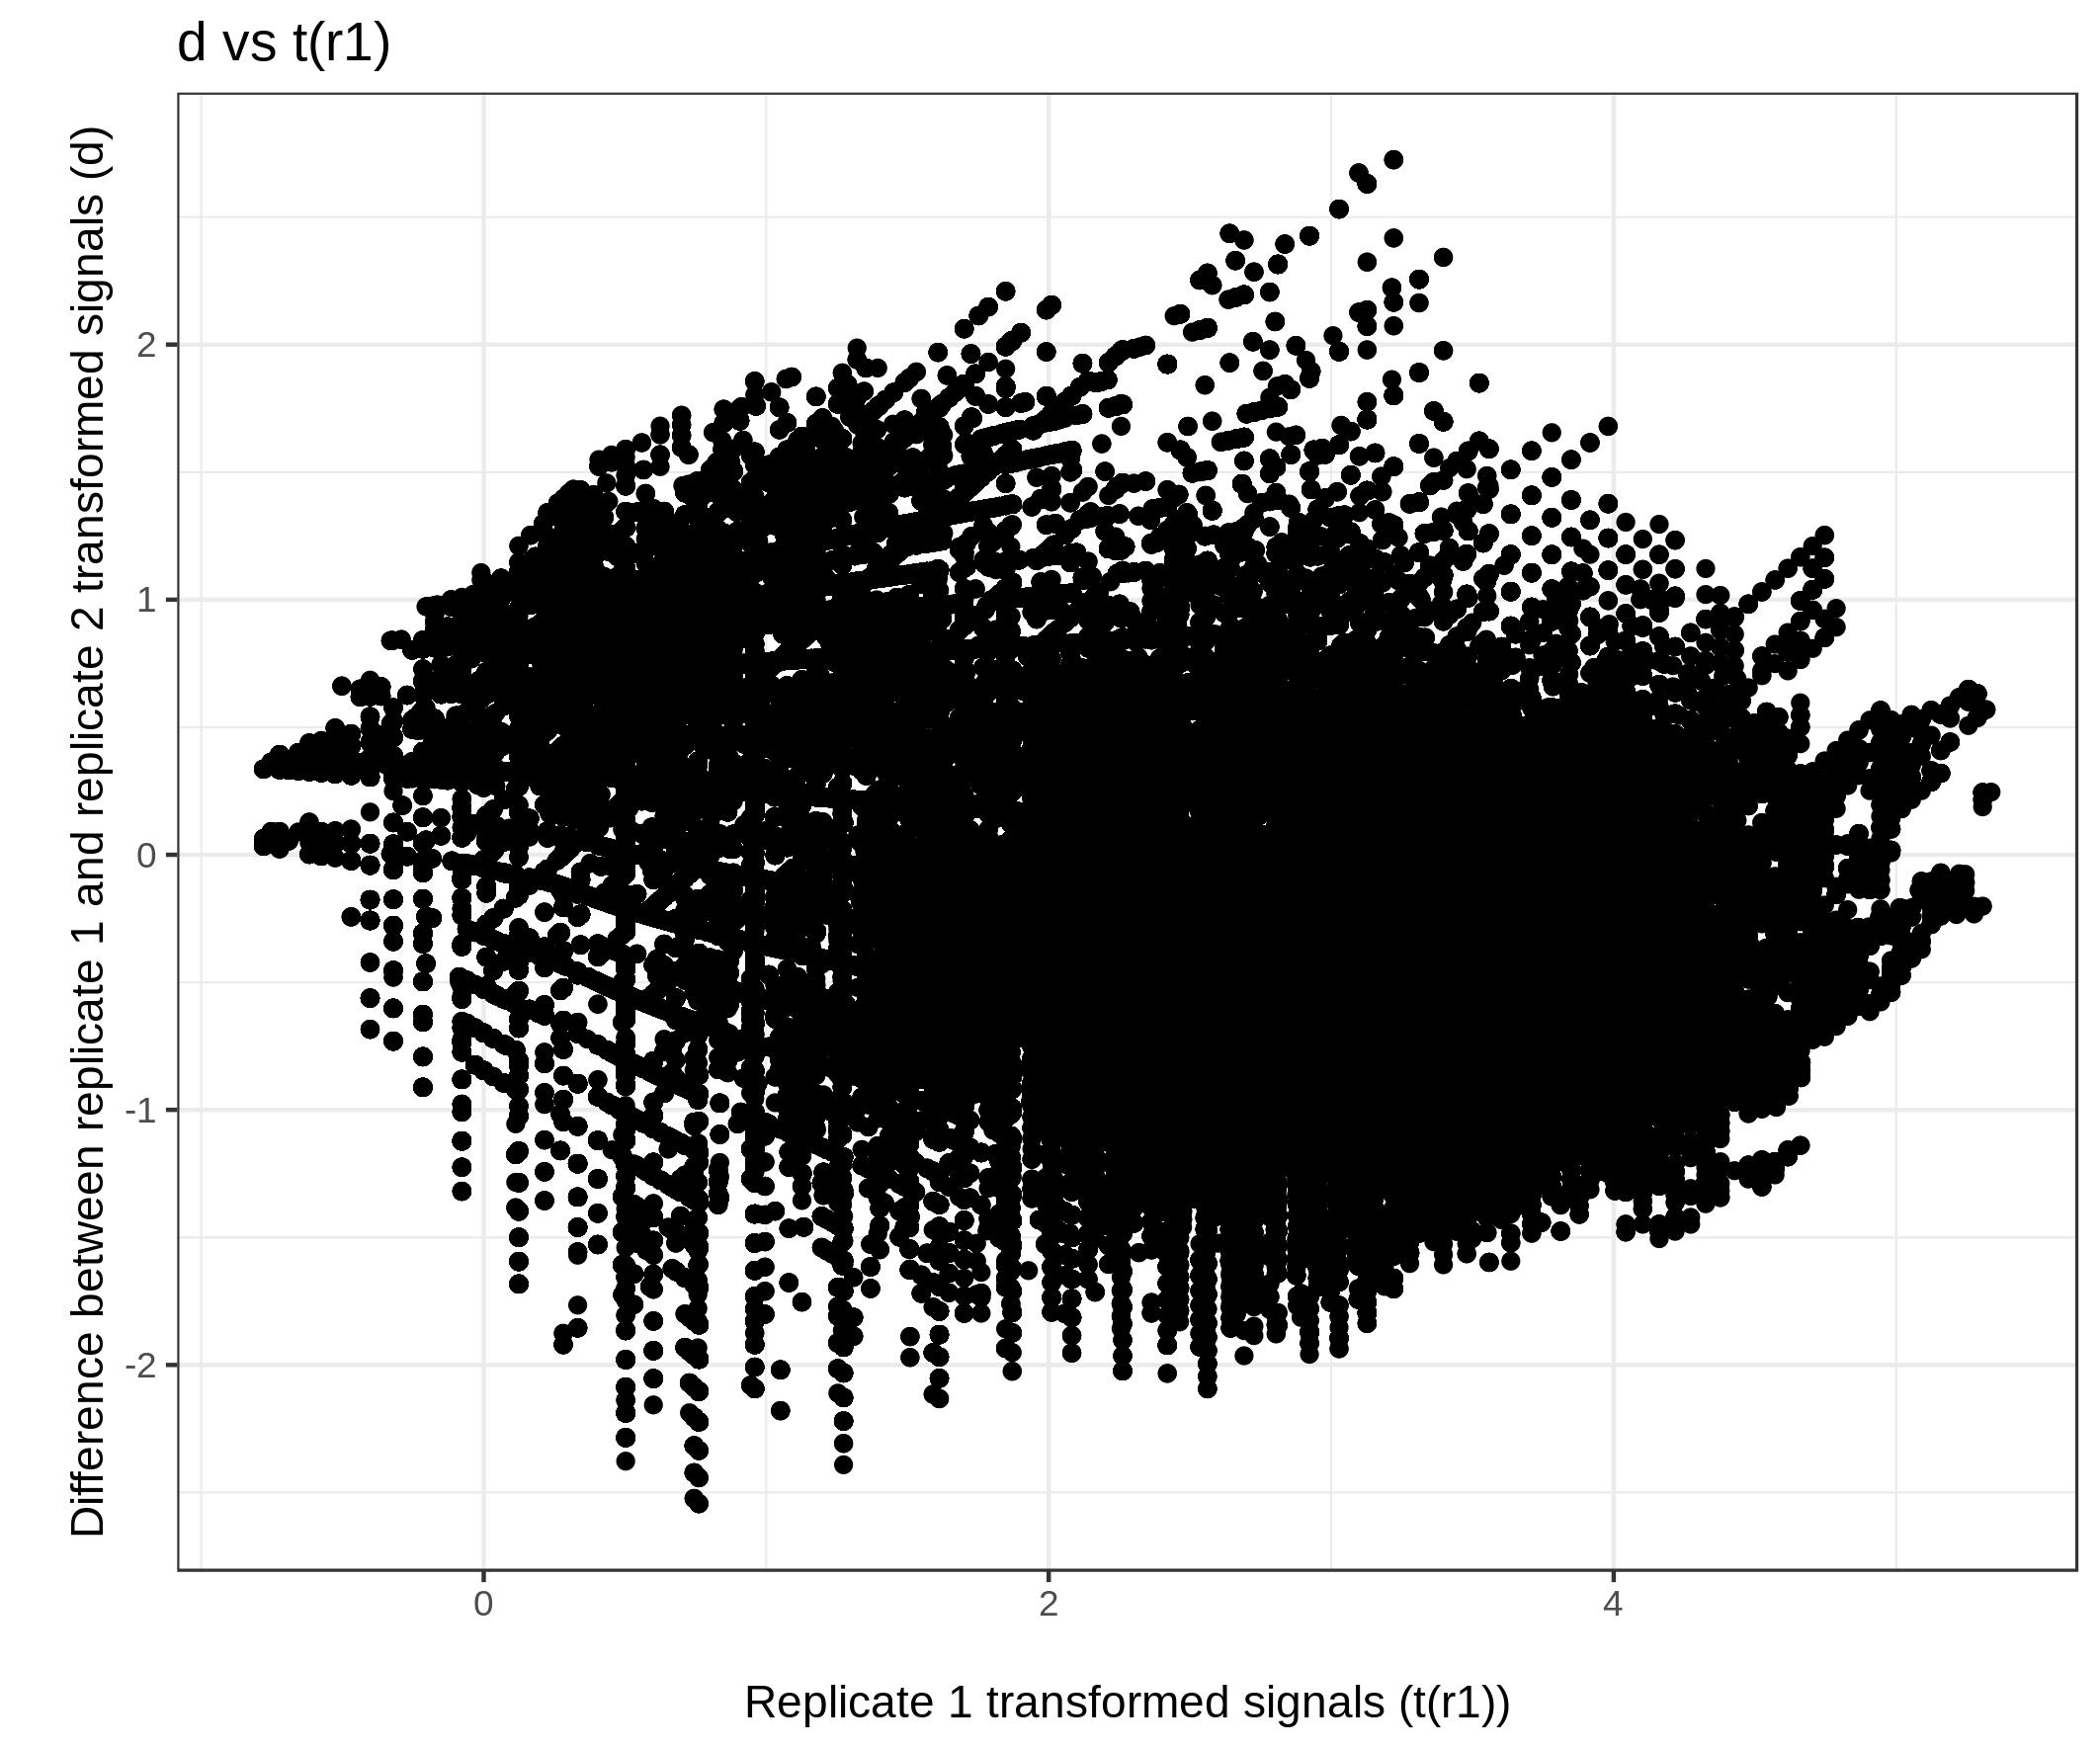 d vs t(r1)
Difference between replicate 1 and replicate 2 transformed signals (d)
2
1
0
-1
-2
0
2
4
Replicate 1 transformed signals (t(r1))